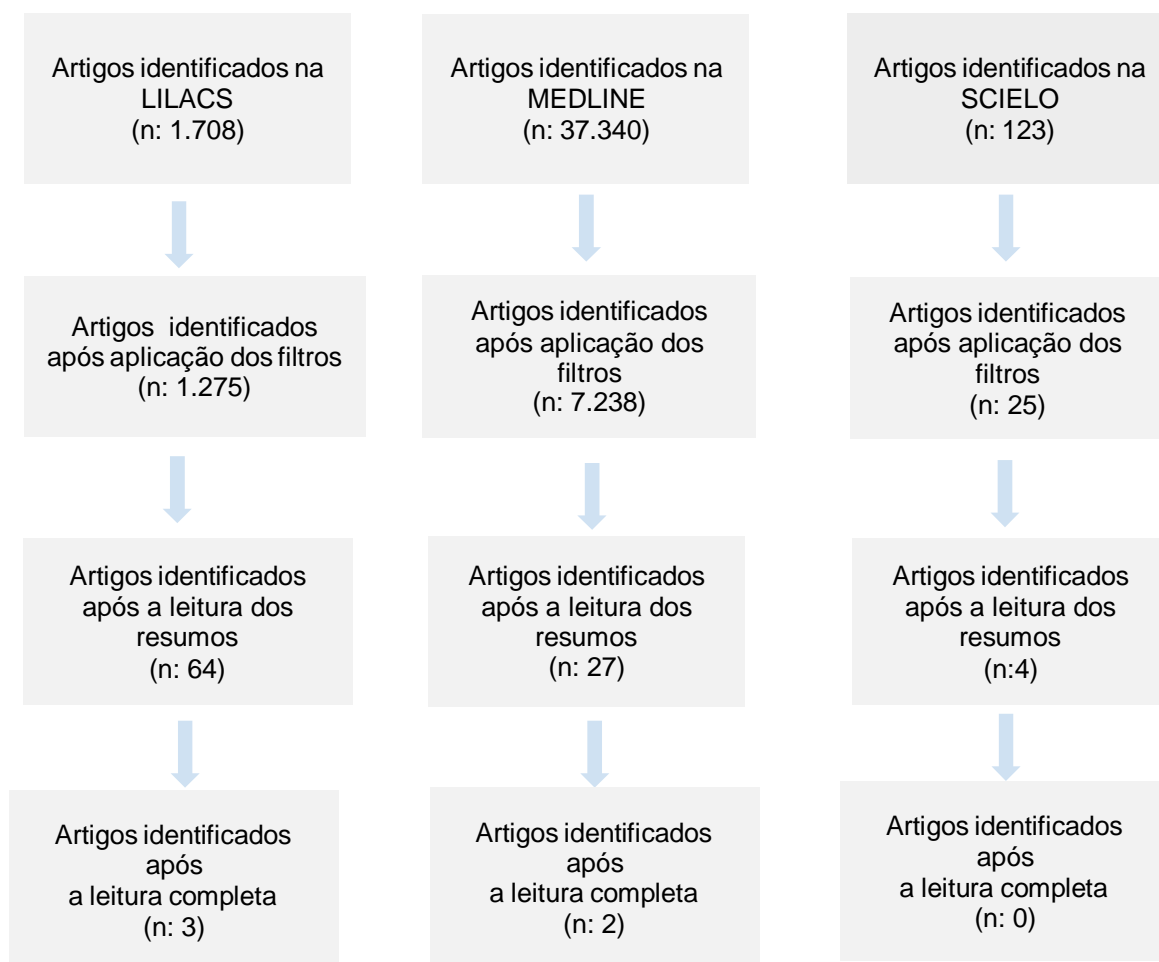 Artigos identificados na
LILACS
(n: 1.708)
Artigos identificados na
MEDLINE
(n: 37.340)
Artigos identificados na
SCIELO
(n: 123)
Artigos identificados
após aplicação dos filtros
(n: 1.275)
Artigos identificados
após aplicação dos
filtros
(n: 7.238)
Artigos identificados
após aplicação dos
filtros
(n: 25)
Artigos identificados
após a leitura dos
resumos
(n: 64)
Artigos identificados
após a leitura dos
resumos
(n: 27)
Artigos identificados
após a leitura dos
resumos
(n:4)
Artigos identificados
após
a leitura completa
(n: 3)
Artigos identificados
após
a leitura completa
(n: 2)
Artigos identificados
após
a leitura completa
(n: 0)